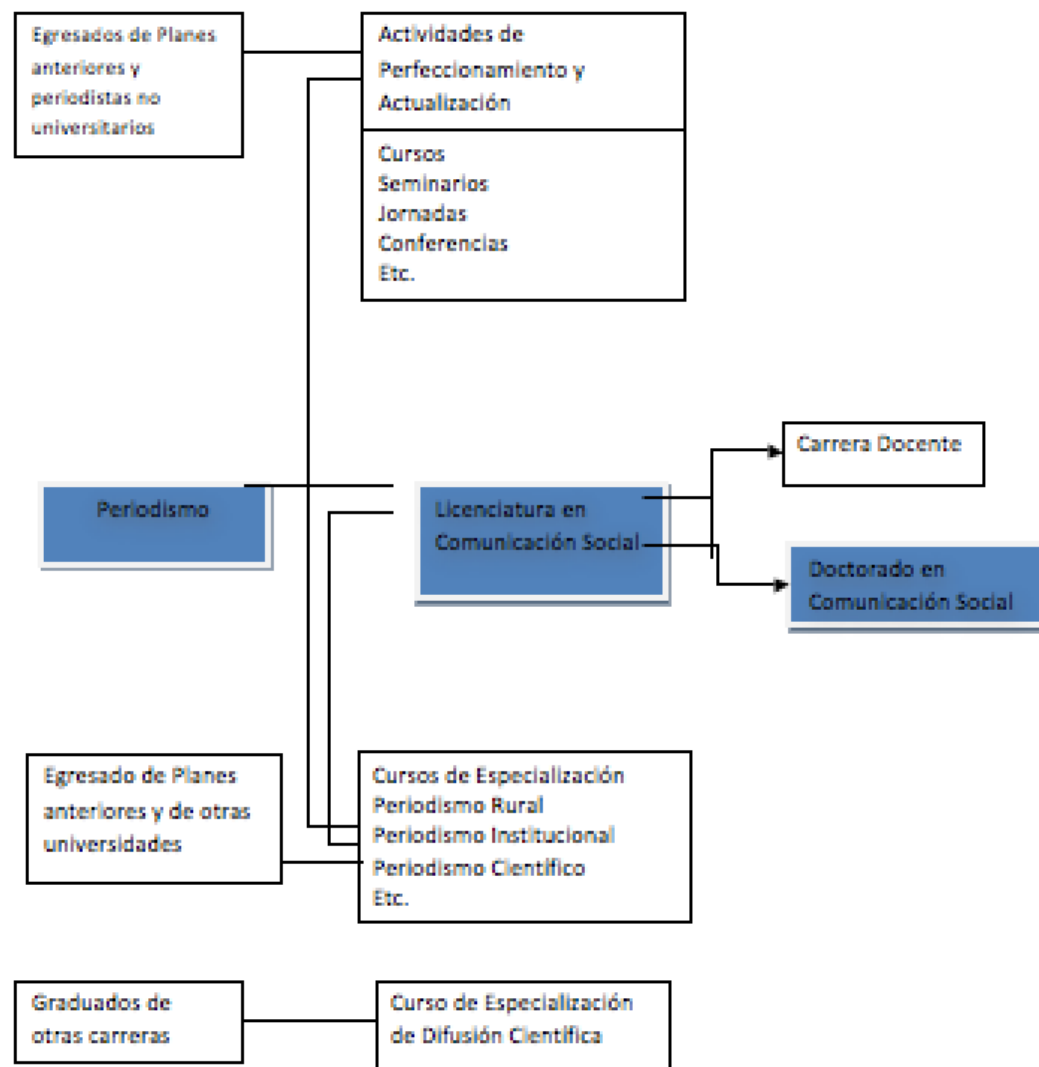 Egresados de Planes
anteriores y
periodistas no
universitarios
Actividades de
Perfeccionamiento y
Actualización
Cursos
Seminarios
Jornadas
Conferencias
Etc.
Periodismo
Licenciatura en
Comunicación Social
Carrera Docente
Doctorado en
Comunicación Social
Egresado de Planes
anteriores y de otras
universidades
Cursos de Especialización
Periodismo Rural
Periodismo Institucional
Periodismo Científico
Etc.
Graduados de
otras carreras
Curso de Especialización
de Difusión Científica